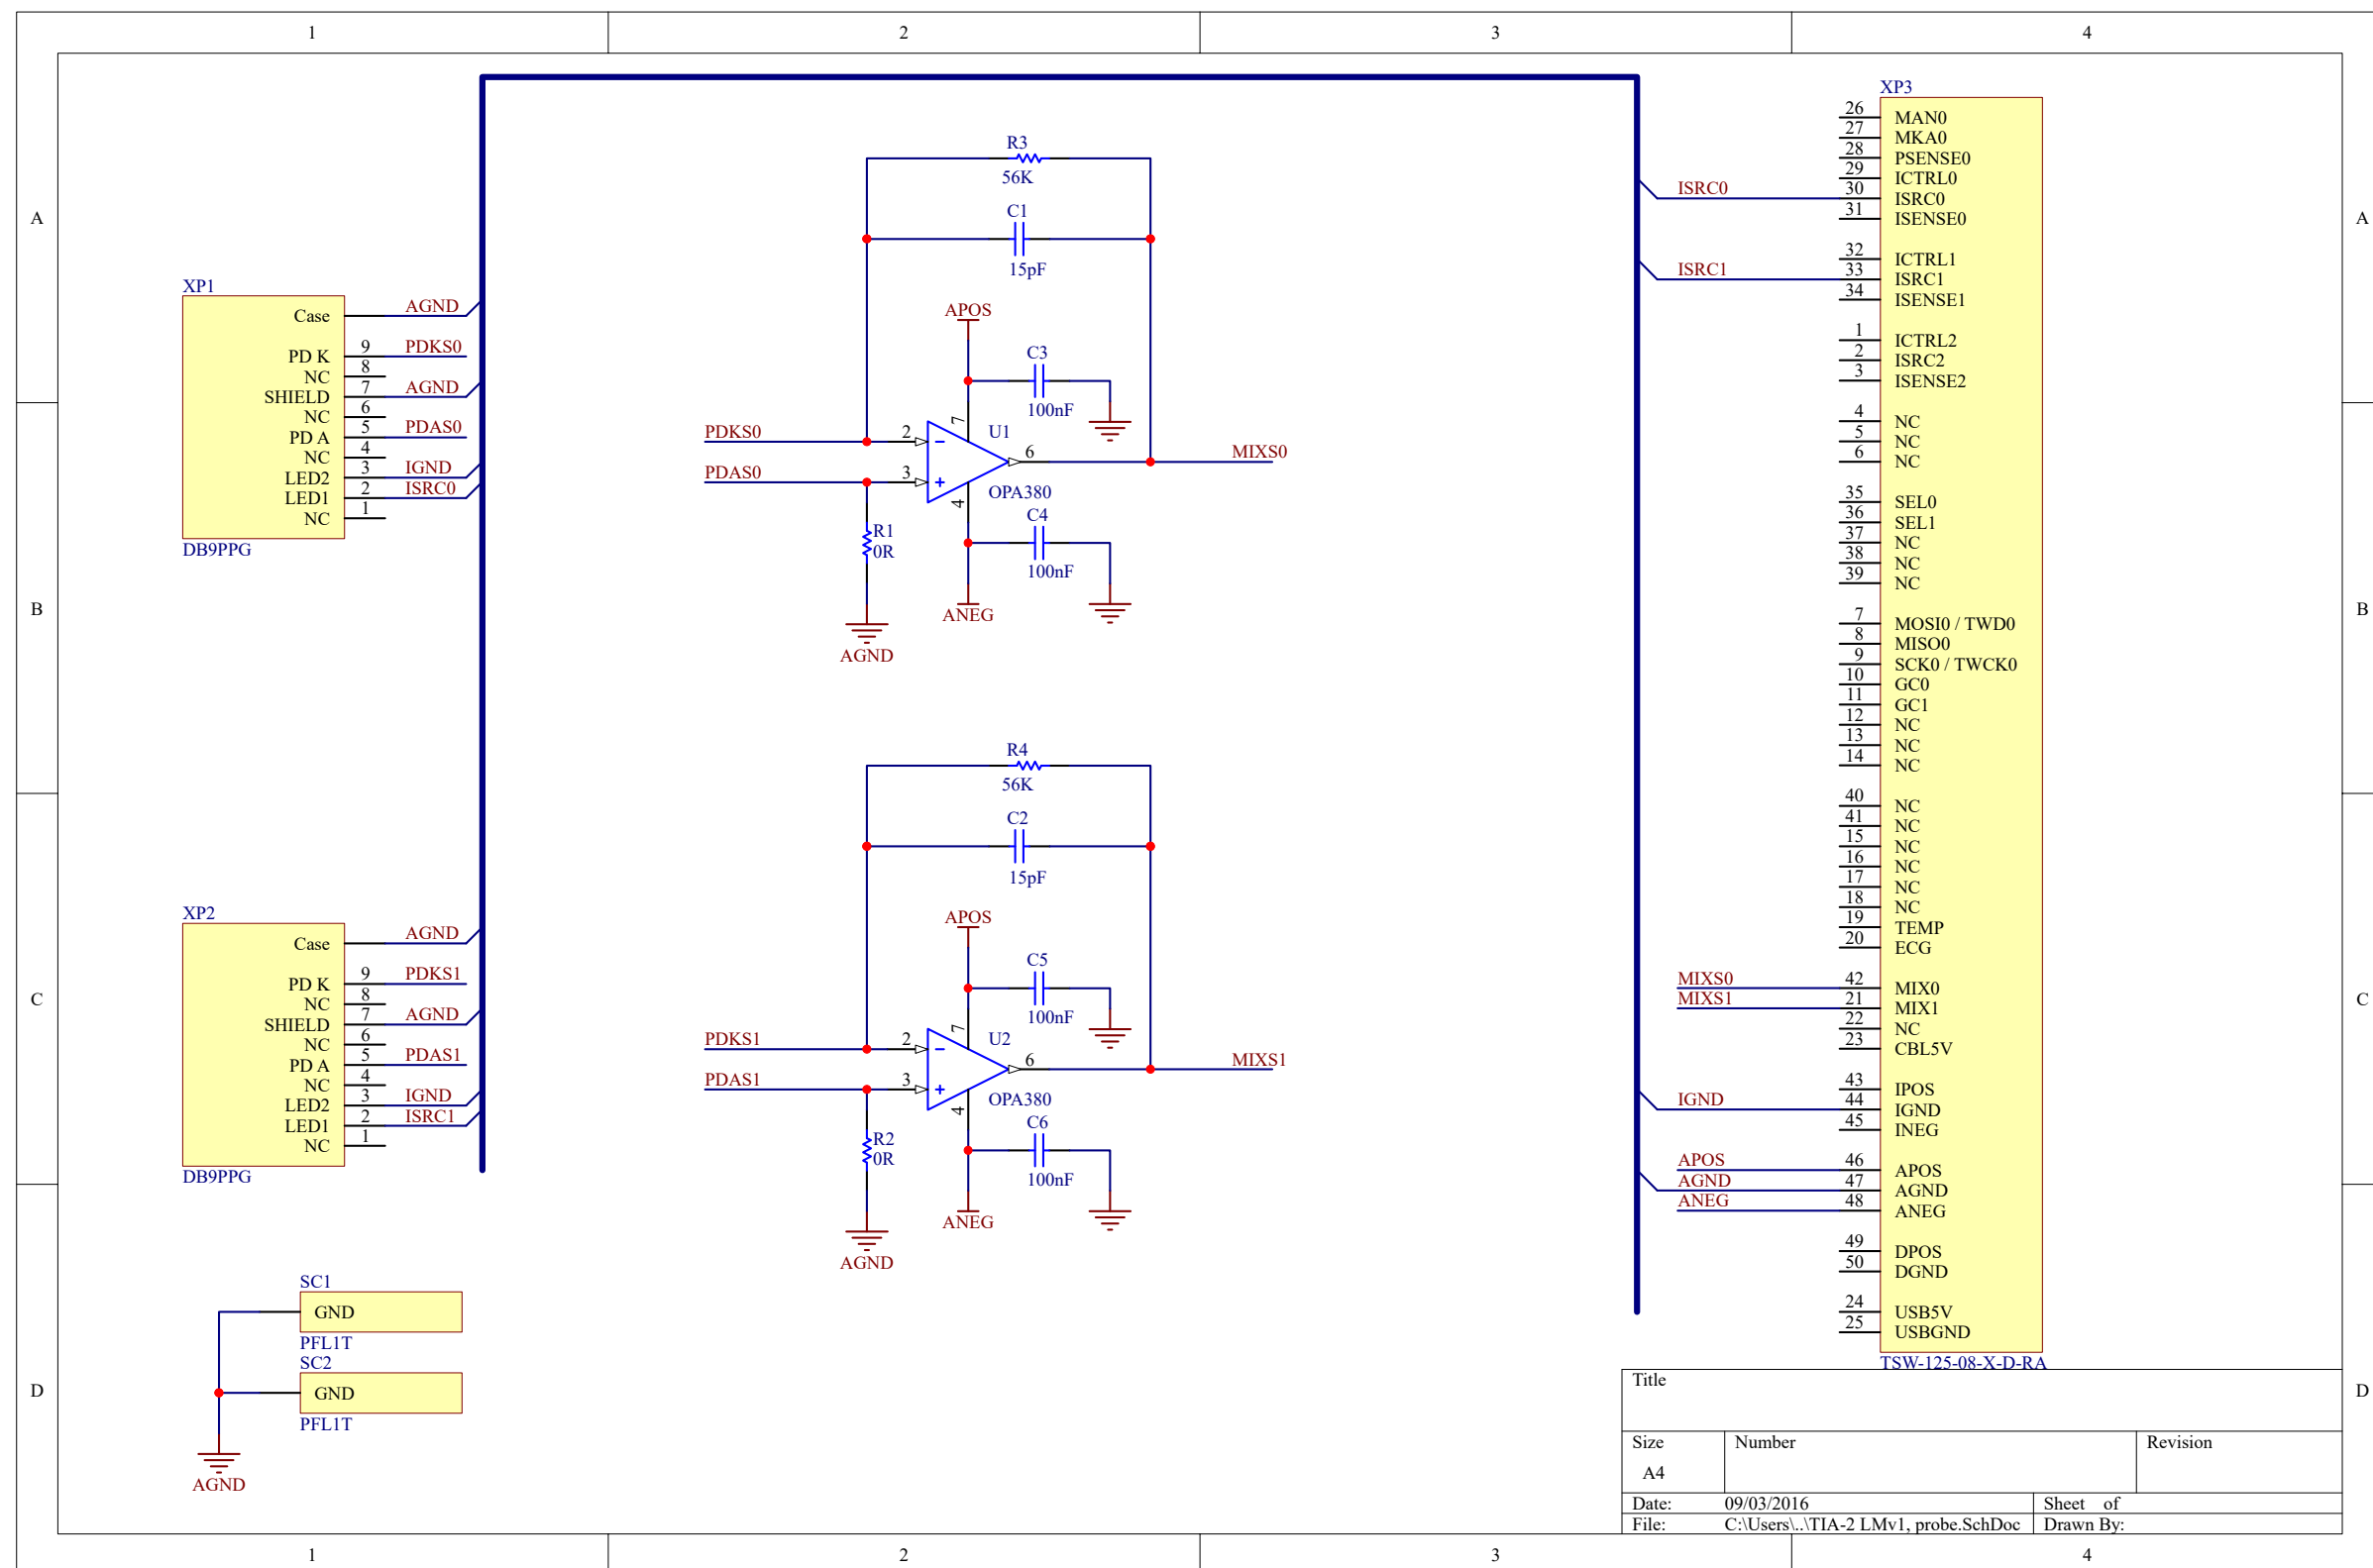 1 2 3 4
A A
B B
C C
D D
XP1
Case AGND
PD K 9 PDKS0
NC 8
SHIELD 7 AGND
NC 6
PD A 5 PDAS0
NC 4
LED2 3 IGND
LED1 2 ISRC0
NC 1
DB9PPG
XP2
Case AGND
PD K 9 PDKS1
NC 8
SHIELD 7 AGND
NC 6
PD A 5 PDAS1
NC 4
LED2 3 IGND
LED1 2 ISRC1
NC 1
DB9PPG
SC1
GND
PFL1T
SC2
GND
PFL1T
AGND
R3
56K
C1
15pF
APOS
C3
100nF
7
PDKS0 2 U1
6 MIXS0
PDAS0 3
OPA380
4
C4
R1
0R
100nF
ANEG
AGND
R4
56K
C2
15pF
APOS
C5
100nF
7
PDKS1 2 U2
6 MIXS1
PDAS1 3
OPA380
4
C6
R2
0R
100nF
ANEG
AGND
XP3
26 MAN0
27 MKA0
28 PSENSE0
29 ICTRL0
ISRC0 30 ISRC0
31 ISENSE0
32 ICTRL1
ISRC1 33 ISRC1
34 ISENSE1
1 ICTRL2
2 ISRC2
3 ISENSE2
4 NC
5 NC
6 NC
35 SEL0
36 SEL1
37 NC
38 NC
39 NC
7 MOSI0 / TWD0
8 MISO0
9 SCK0 / TWCK0
10 GC0
11 GC1
12 NC
13 NC
14 NC
40 NC
41 NC
15 NC
16 NC
17 NC
18 NC
19 TEMP
20 ECG
MIXS0 42 MIX0
MIXS1 21 MIX1
22 NC
23 CBL5V
43 IPOS
IGND 44 IGND
45 INEG
APOS 46 APOS
AGND 47 AGND
ANEG 48 ANEG
49 DPOS
50 DGND
24 USB5V
25 USBGND
TSW-125-08-X-D-RA
Title
Size Number Revision
A4
Date: 09/03/2016 Sheet of
File: C:\Users\..\TIA-2 LMv1, probe.SchDoc Drawn By:
1 2 3 4